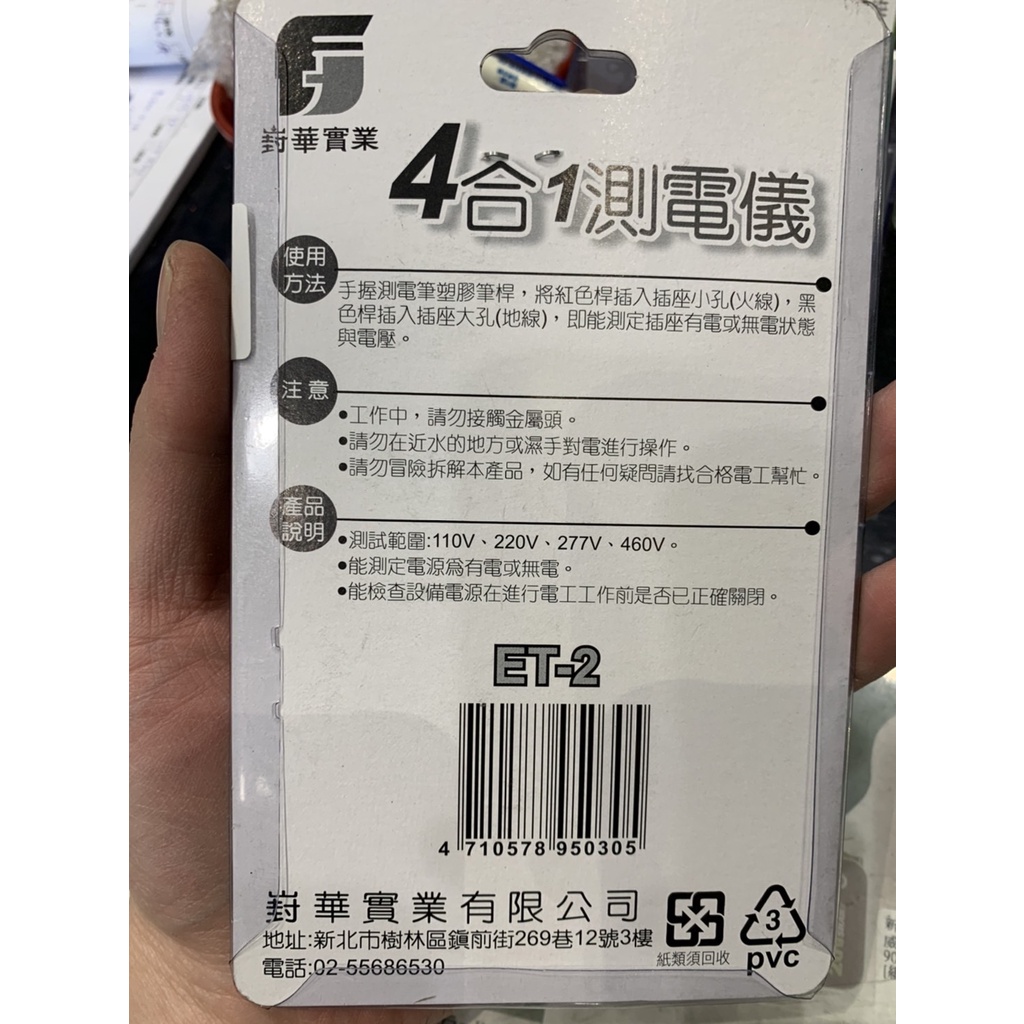 崶華實業
4合1測電儀
使用
方法
手握測電筆塑膠筆桿,將紅色桿插入插座小孔(火線),黑
色桿插入插座大孔(地線),即能測定插座有電或無電狀態
與電壓。
注意
•工作中,請勿接觸金屬頭。
•請勿在近水的地方或濕手對電進行操作。
•請勿冒險拆解本產品,如有任何疑問請找合格電工幫忙。
產品
說明
•測試範圍:110V、220V、277V、460V。
•能測定電源為有電或無電。
•能檢查設備電源在進行電工工作前是否已正確關閉。
ET-2
4 710578 950305
崶華實業有限公司
地址:新北市樹林區鎮前街269巷12號3樓
電話:02-55686530
紙類須回收
3
pvc